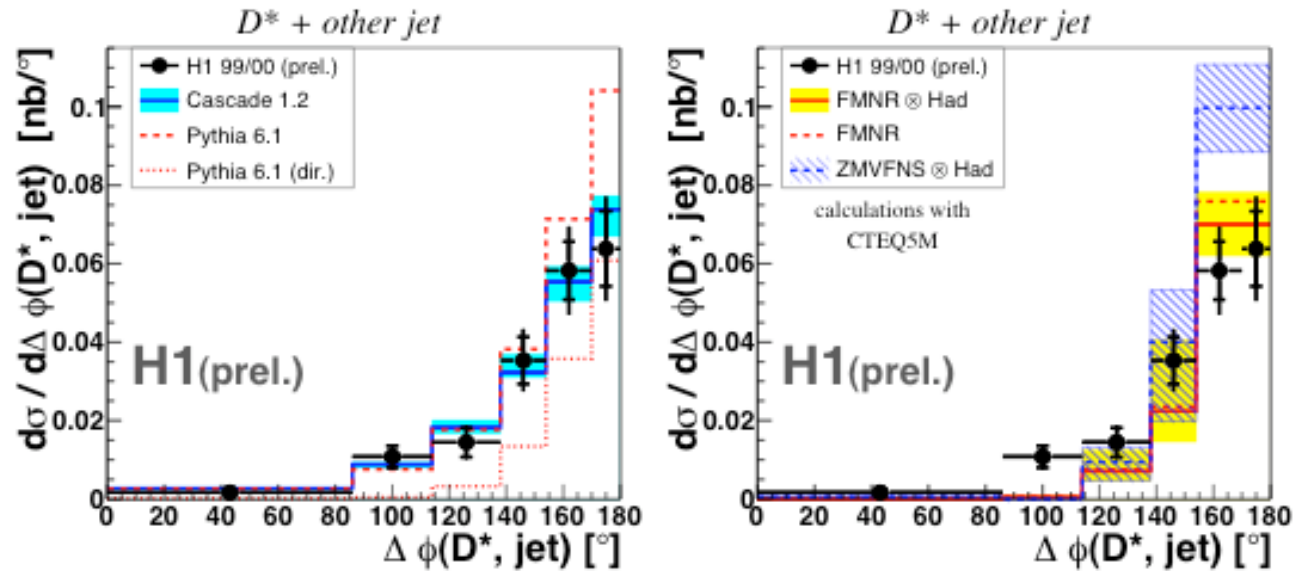 D* + other jet
dσ / dΔ ϕ(D*, jet) [nb/°]
H1 99/00 (prel.)
Cascade 1.2
Pythia 6.1
Pythia 6.1 (dir.)
H1(prel.)
0.1
0.08
0.06
0.04
0.02
0
0 20 40 60 80 100 120 140 160 180
Δ ϕ(D*, jet) [°]
D* + other jet
dσ / dΔ ϕ(D*, jet) [nb/°]
H1 99/00 (prel.)
FMNR ⊗ Had
FMNR
ZMVFNS ⊗ Had
calculations with
CTEQ5M
H1(prel.)
0.1
0.08
0.06
0.04
0.02
0
0 20 40 60 80 100 120 140 160 180
Δ ϕ(D*, jet) [°]